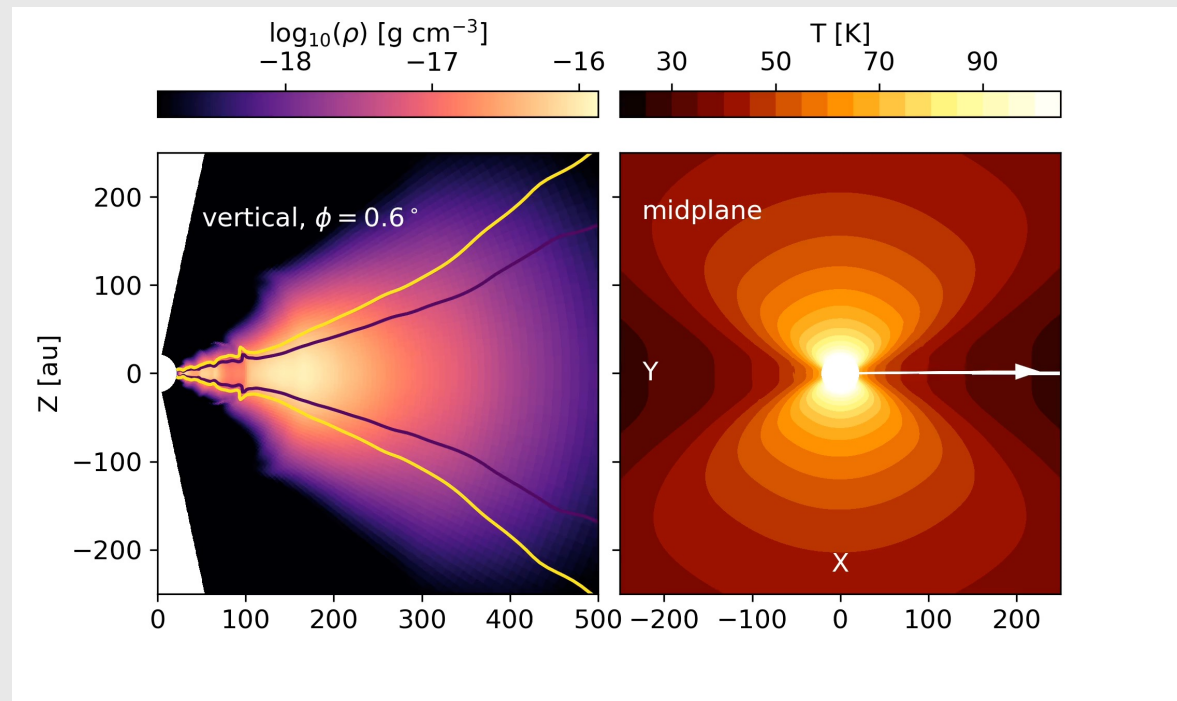 log₁₀(ρ) [g cm⁻³]
−18 −17 −16
T [K]
30 50 70 90
vertical, ϕ = 0.6°
midplane
Z [au]
200
100
0
−100
−200
Y
X
0 100 200 300 400 500
−200 −100 0 100 200